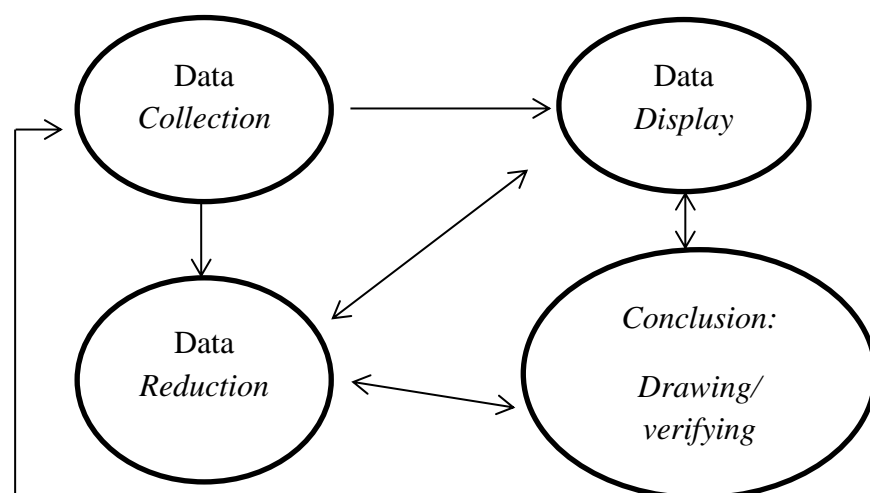 Data
Collection
Data
Display
Data
Reduction
Conclusion:
Drawing/
verifying